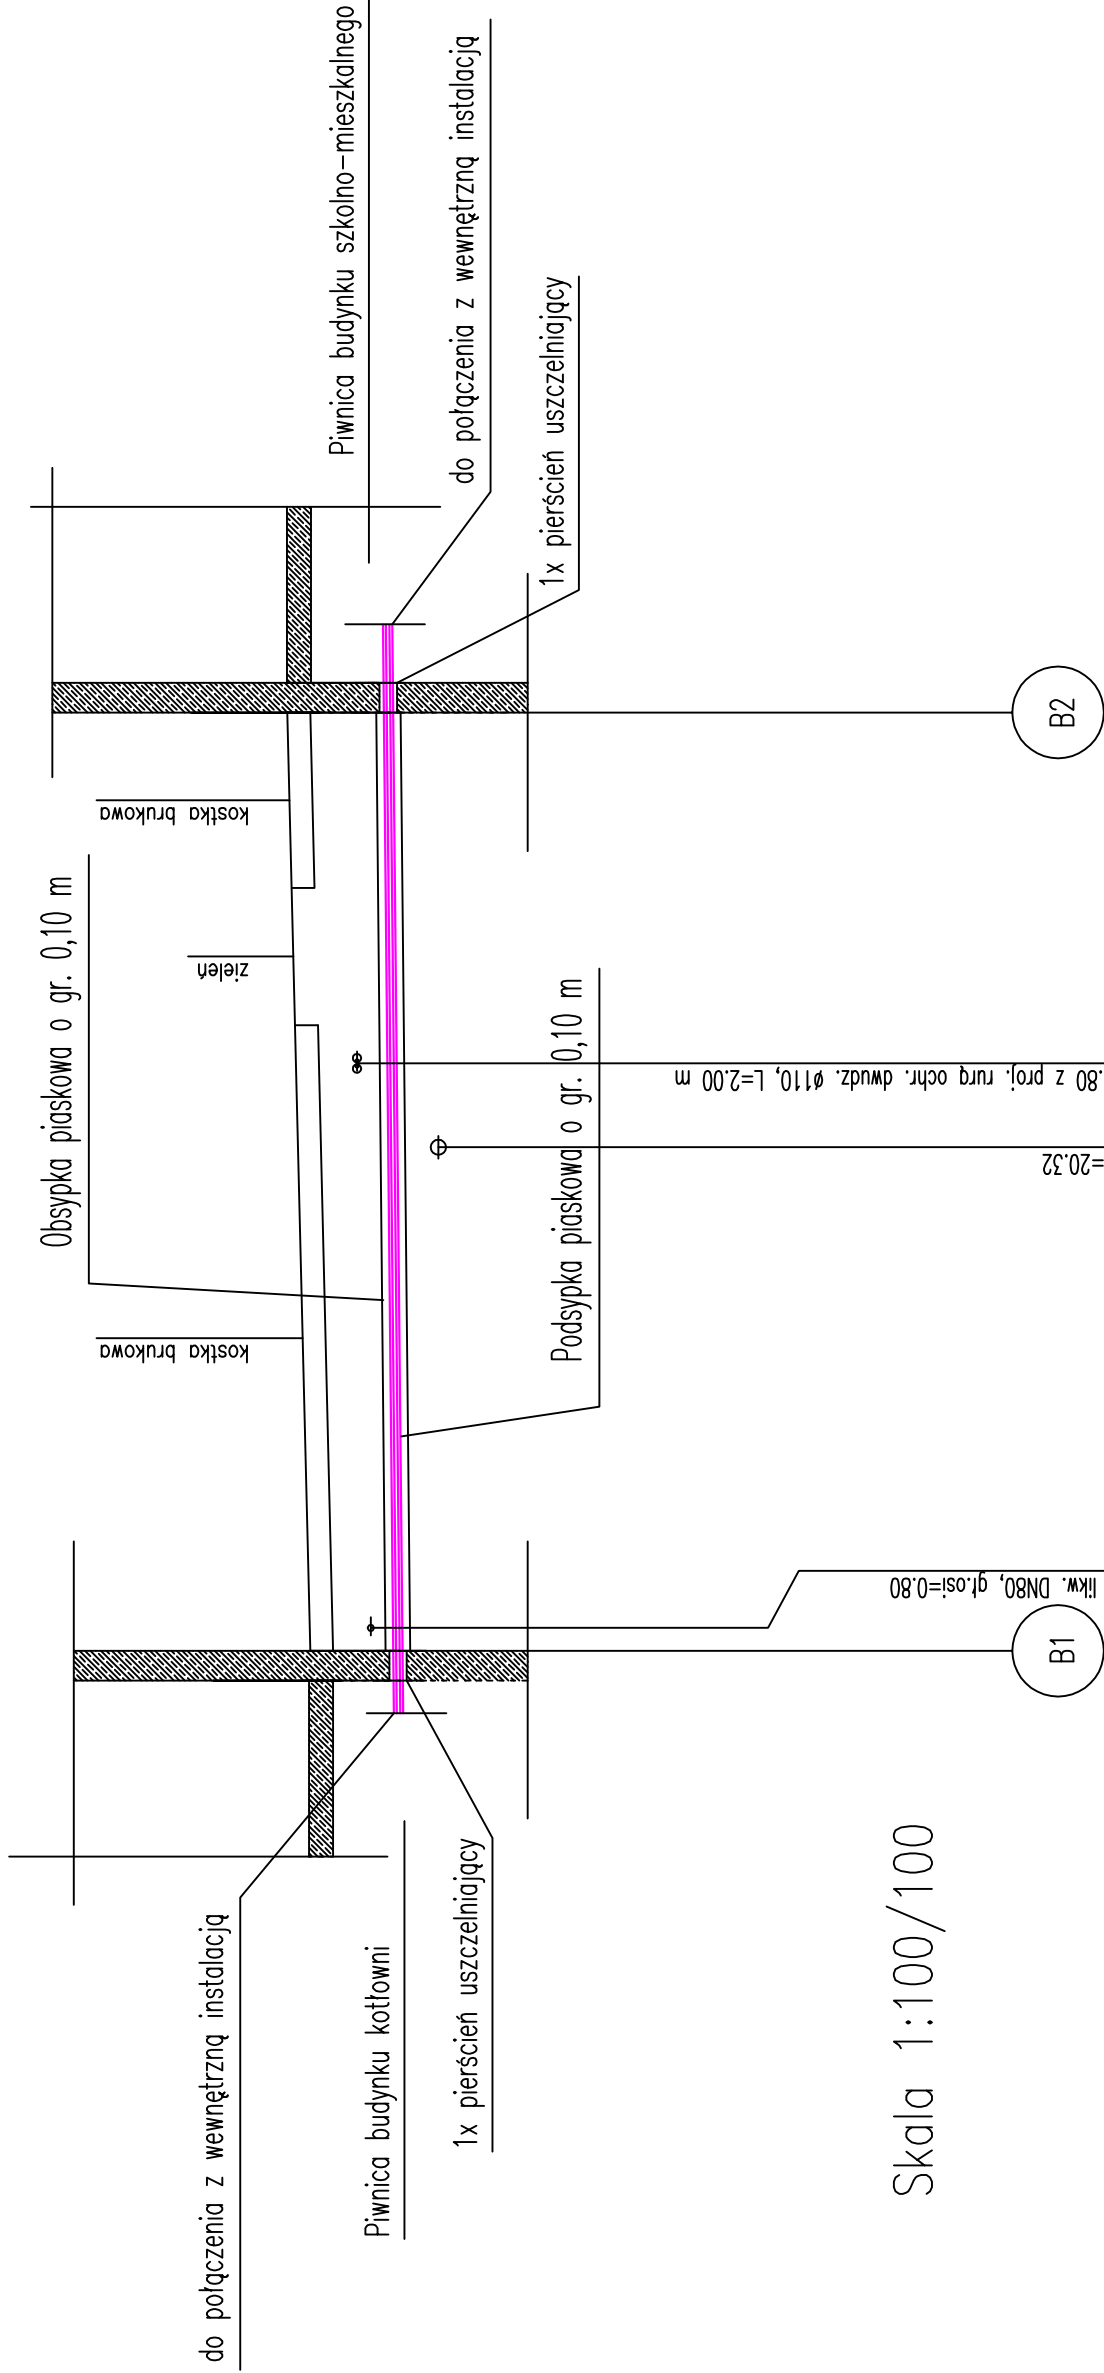 Piwnica budynku szkolno-mieszkalnego
do połączenia z wewnętrzną instalacją
1x pierścień uszczelniający
kostka brukowa
Obsypka piaskowa o gr. 0,10 m
zieleń
B2
.80 z proj. rurą ochr. dwudz. ø110, L=2.00 m
=20.32
Podsypka piaskowa o gr. 0,10 m
kostka brukowa
likw. DN80, gł.osi=0.80
B1
do połączenia z wewnętrzną instalacją
Piwnica budynku kotłowni
1x pierścień uszczelniający
Skala 1:100/100